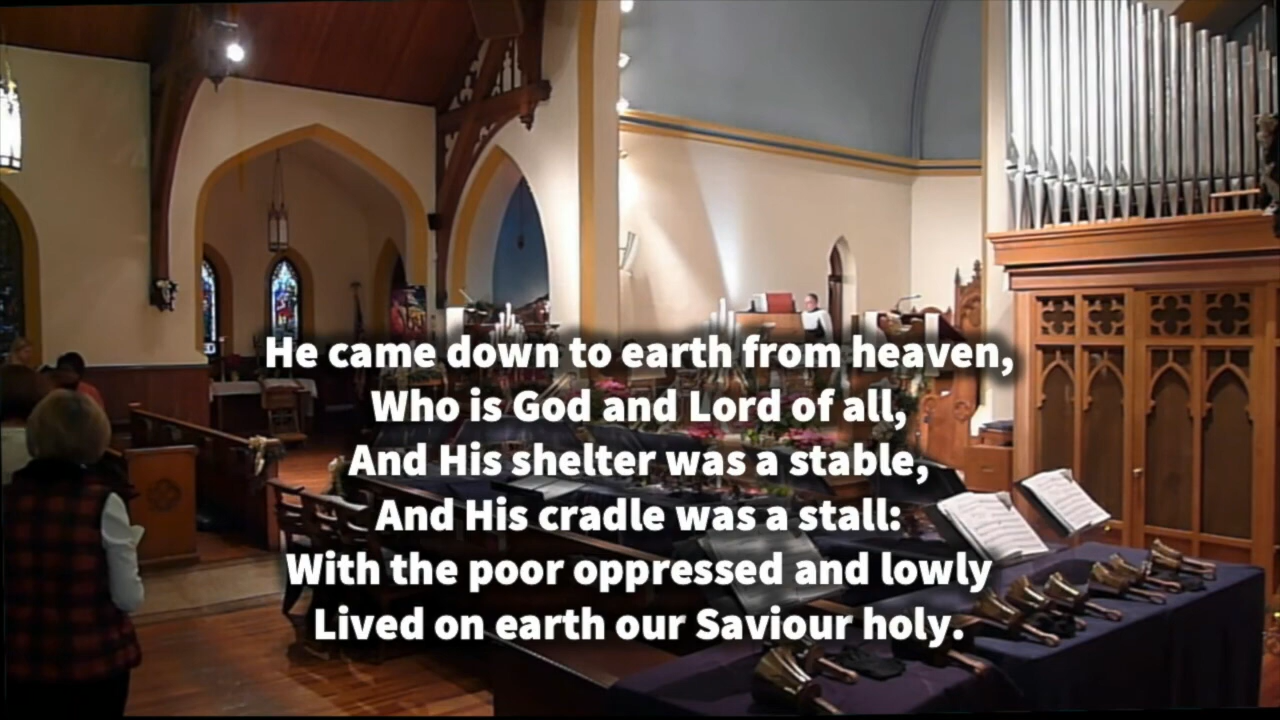 He came down to earth from heaven,
Who is God and Lord of all,
And His shelter was a stable,
And His cradle was a stall:
With the poor oppressed and lowly
Lived on earth our Saviour holy.